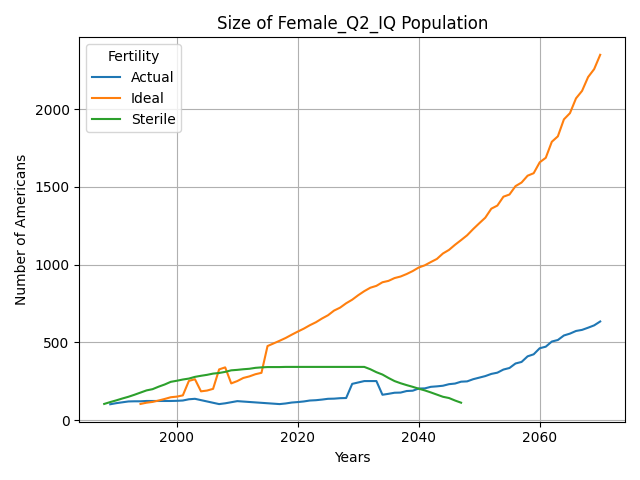 Size of Female_Q2_IQ Population
Fertility
Actual
Ideal
Sterile
Number of Americans
2000
1500
1000
500
0
2000 2020 2040 2060
Years